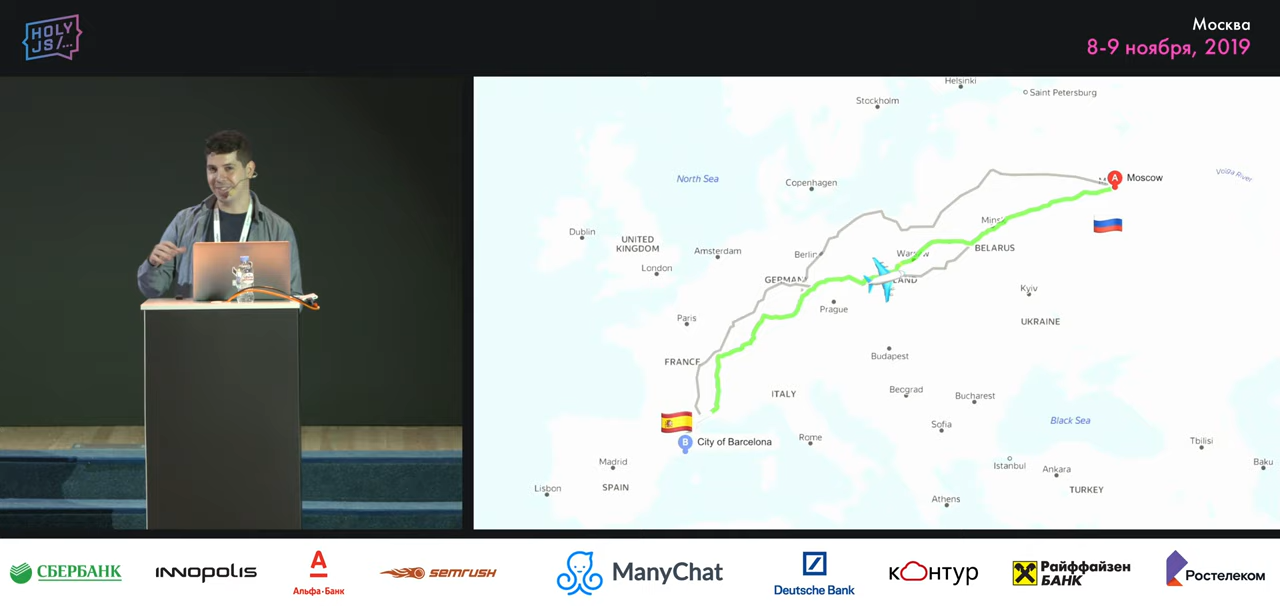 HOLY
JS/...
Москва
8-9 ноября, 2019
Helsinki
Saint Petersburg
Stockholm
North Sea
Copenhagen
A
Moscow
Volga River
Dublin
UNITED
KINGDOM
Amsterdam
Berlin
Minsk
BELARUS
London
Warsaw
GERMAN
LAND
Kyiv
Prague
UKRAINE
Paris
Budapest
FRANCE
ITALY
Beograd
Bucharest
Black Sea
Sofia
B
City of Barcelona
Rome
Tbilisi
Madrid
Istanbul
Ankara
Baku
Lisbon
SPAIN
TURKEY
Athens
СБЕРБАНК
INNOPOLIS
А
Альфа·Банк
SEMRUSH
ManyChat
Deutsche Bank
КОНТУР
Райффайзен
БАНК
Ростелеком